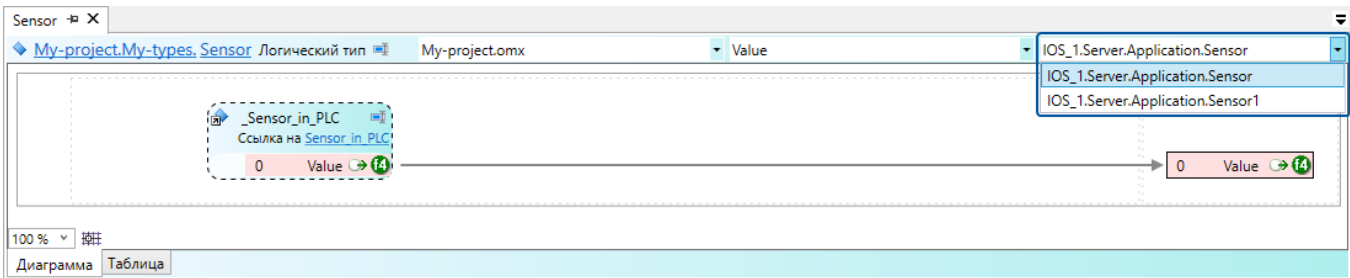 Sensor
My-project.My-types. Sensor Логический тип My-project.omx Value IOS_1.Server.Application.Sensor
IOS_1.Server.Application.Sensor
IOS_1.Server.Application.Sensor1
_Sensor_in_PLC
Ссылка на Sensor_in_PLC
0 Value f4
0 Value f4
100 %
Диаграмма Таблица